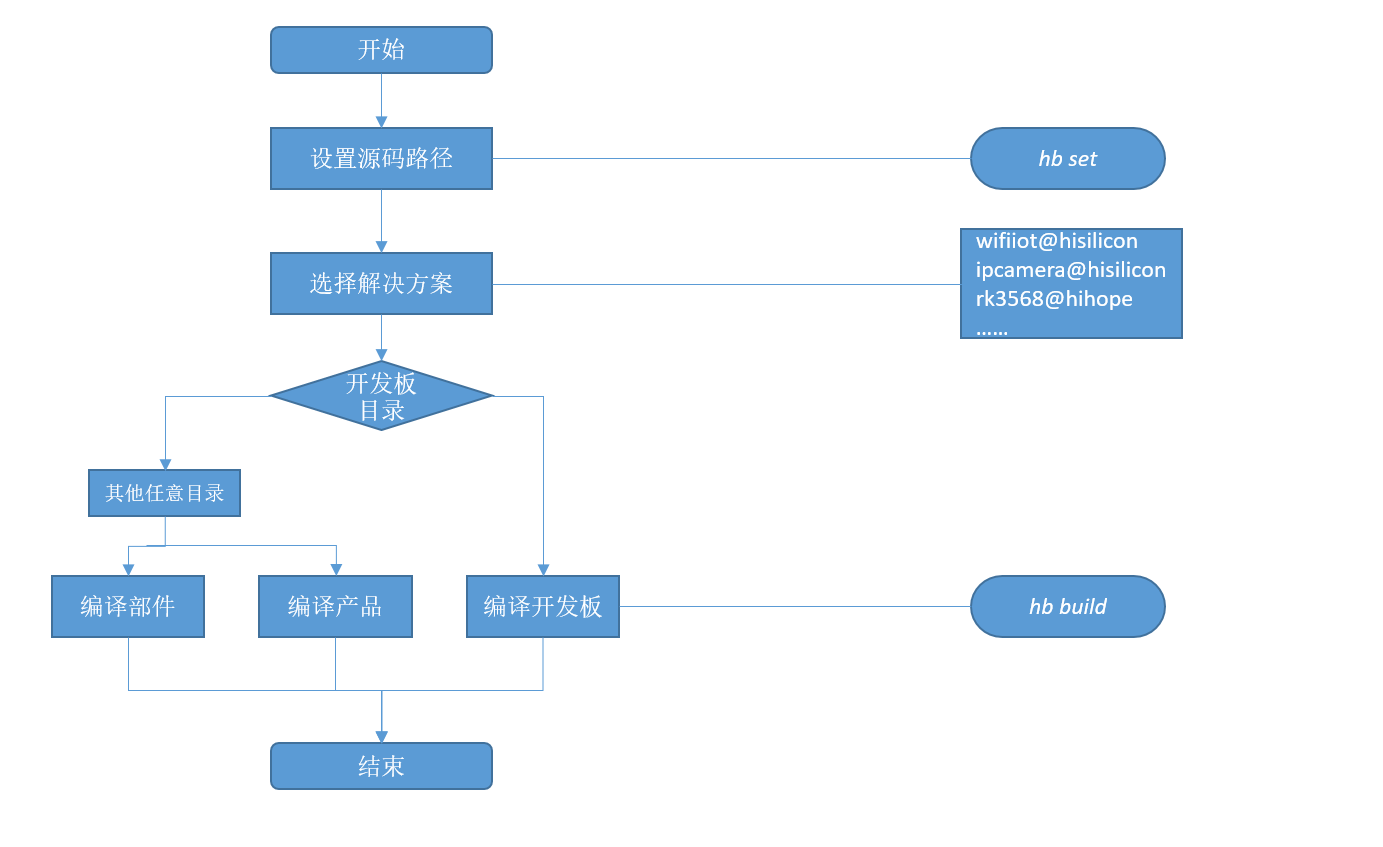 开始
设置源码路径
hb set
选择解决方案
wifiiot@hisilicon
ipcamera@hisilicon
rk3568@hihope
……
开发板
目录
其他任意目录
编译部件
编译产品
编译开发板
hb build
结束